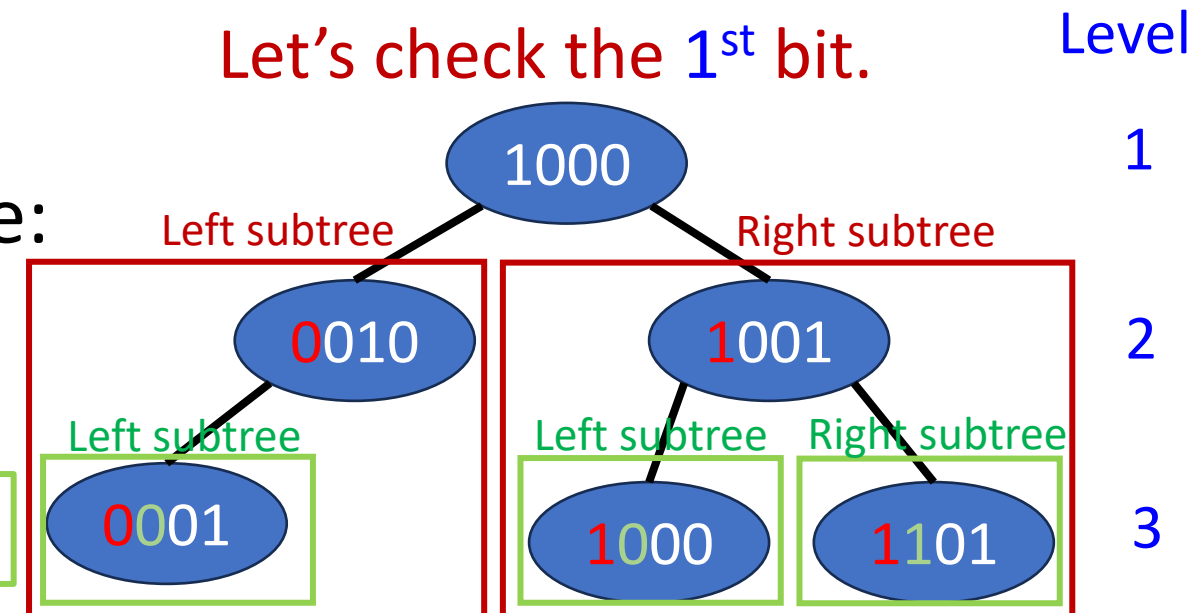 Let’s check the 1st bit.
Level
1000
1
e:
Left subtree
Right subtree
0010
1001
2
Left subtree
Left subtree
Right subtree
0001
1000
1101
3